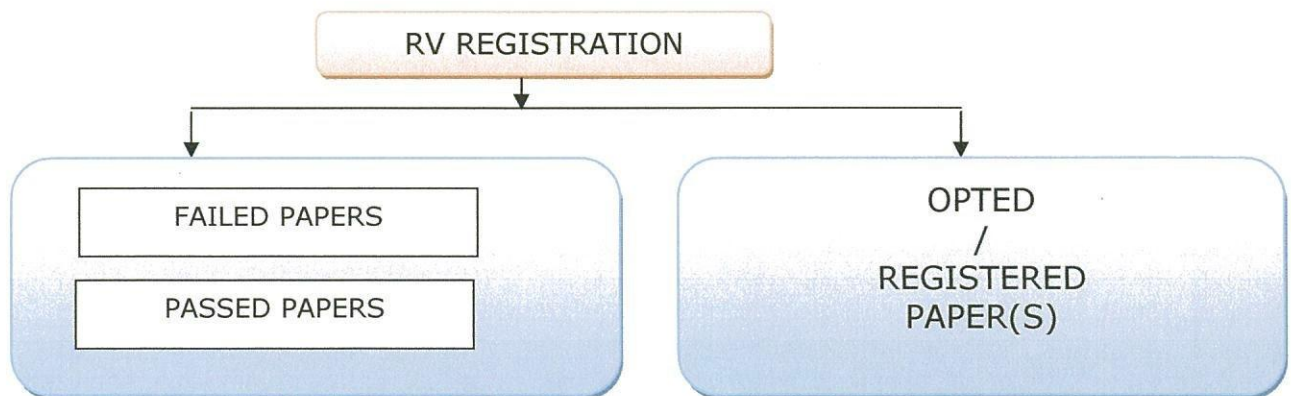 RV REGISTRATION
FAILED PAPERS
PASSED PAPERS
OPTED
/
REGISTERED
PAPER(S)